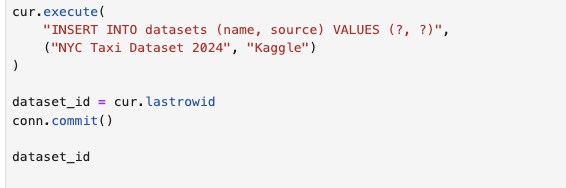 cur.execute(
    "INSERT INTO datasets (name, source) VALUES (?, ?)",
    ("NYC Taxi Dataset 2024", "Kaggle")
)
dataset_id = cur.lastrowid
conn.commit()
dataset_id